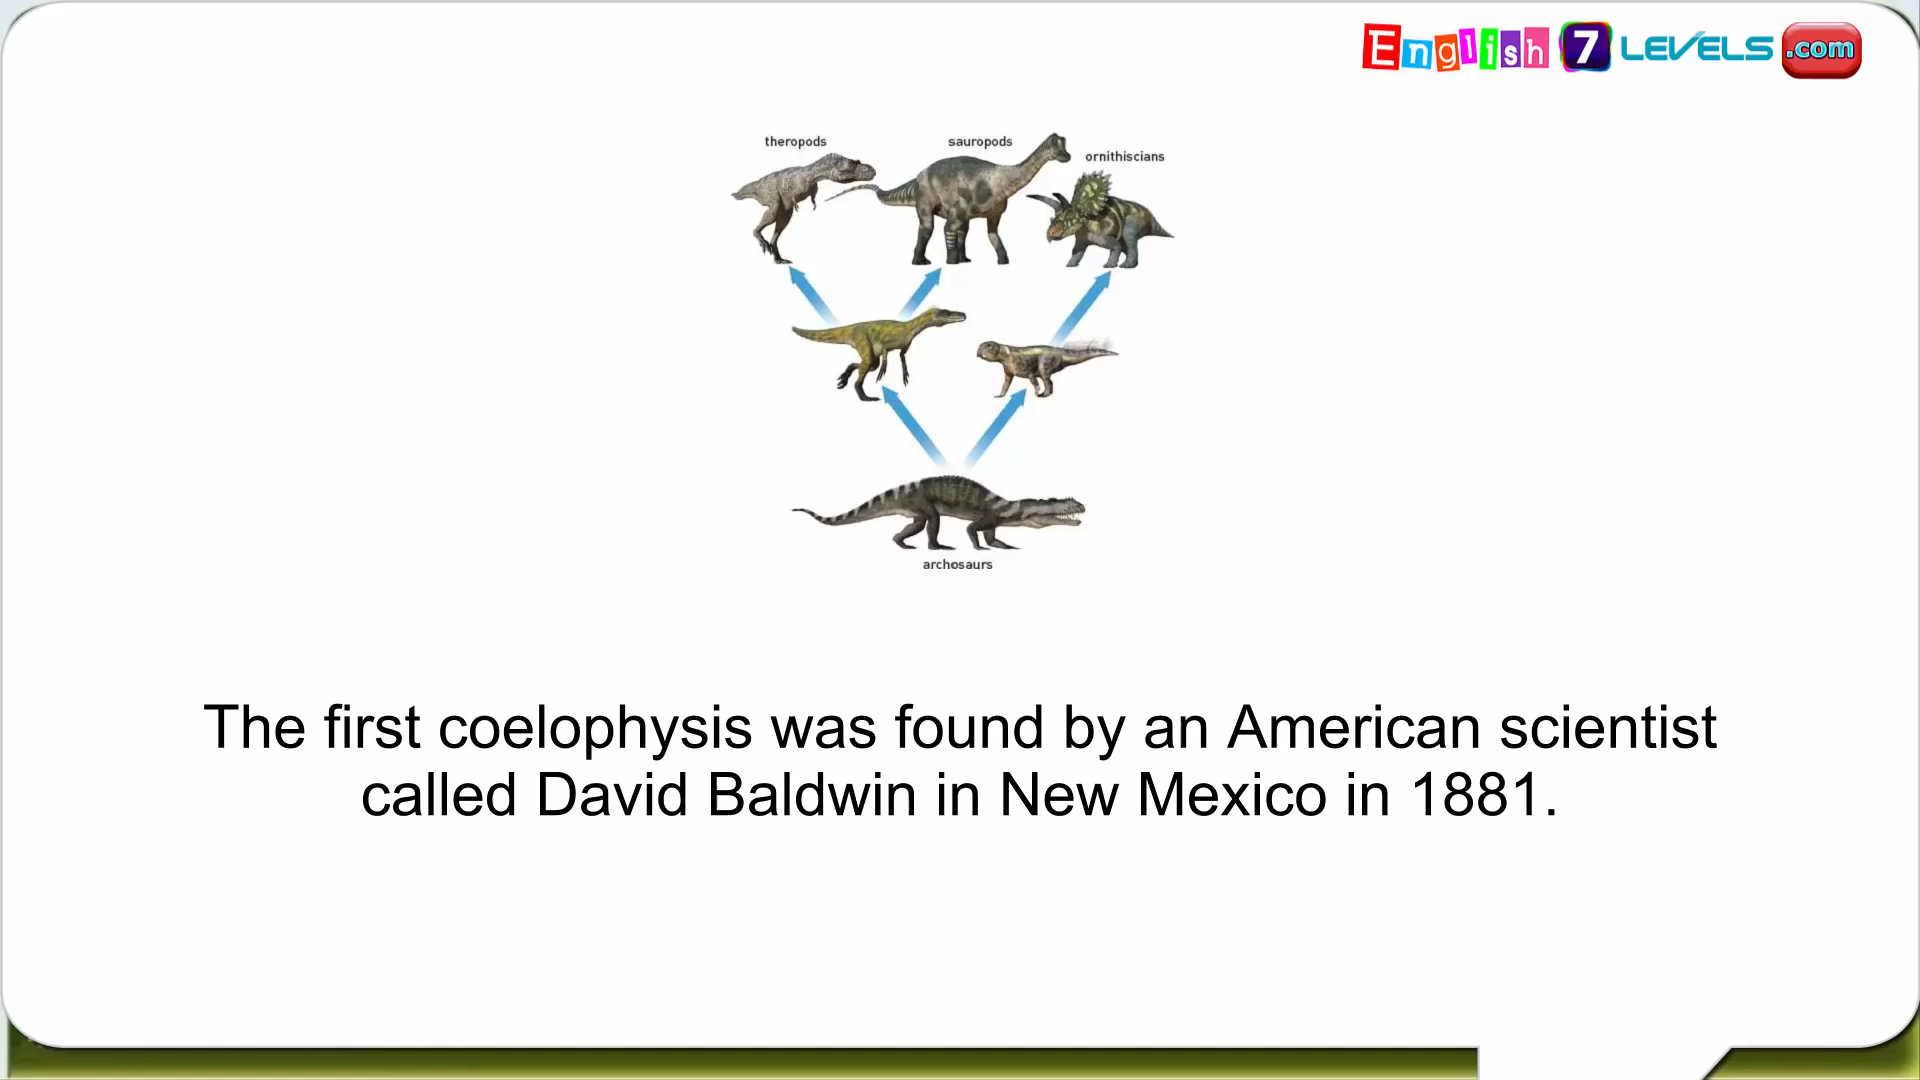 English 7 LEVELS .com
theropods
sauropods
ornithiscians
archosaurs
The first coelophysis was found by an American scientist
called David Baldwin in New Mexico in 1881.